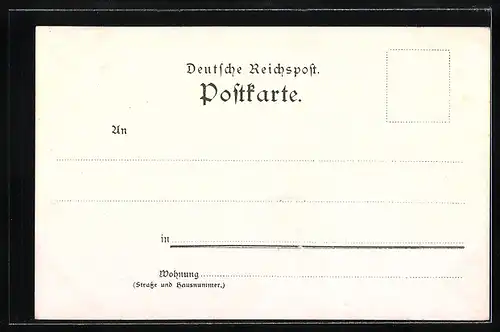 Deutſche Reichspoſt.
Poſtkarte.
An
in
Wohnung
(Straße und Hausnummer.)